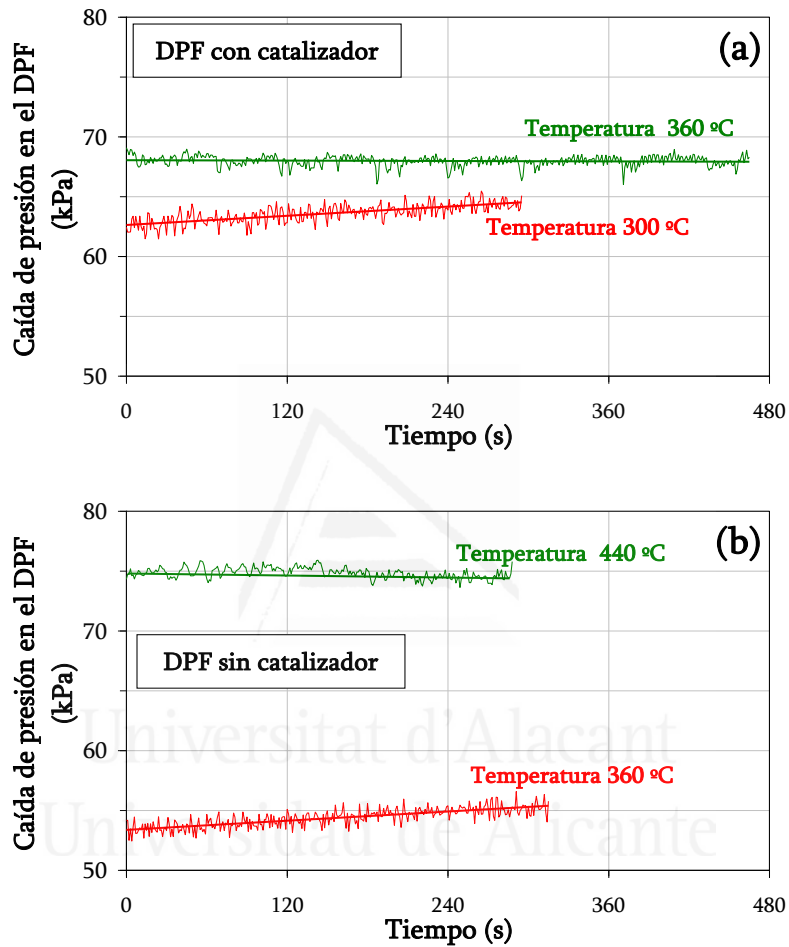 80
DPF con catalizador
(a)
Temperatura 360 ºC
70
Temperatura 300 ºC
60
50
Caída de presión en el DPF
(kPa)
0
120
240
360
480
Tiempo (s)
80
Temperatura 440 ºC
(b)
70
DPF sin catalizador
60
Temperatura 360 ºC
50
Caída de presión en el DPF
(kPa)
Universitat d'Alacant
Universidad de Alicante
0
120
240
360
480
Tiempo (s)